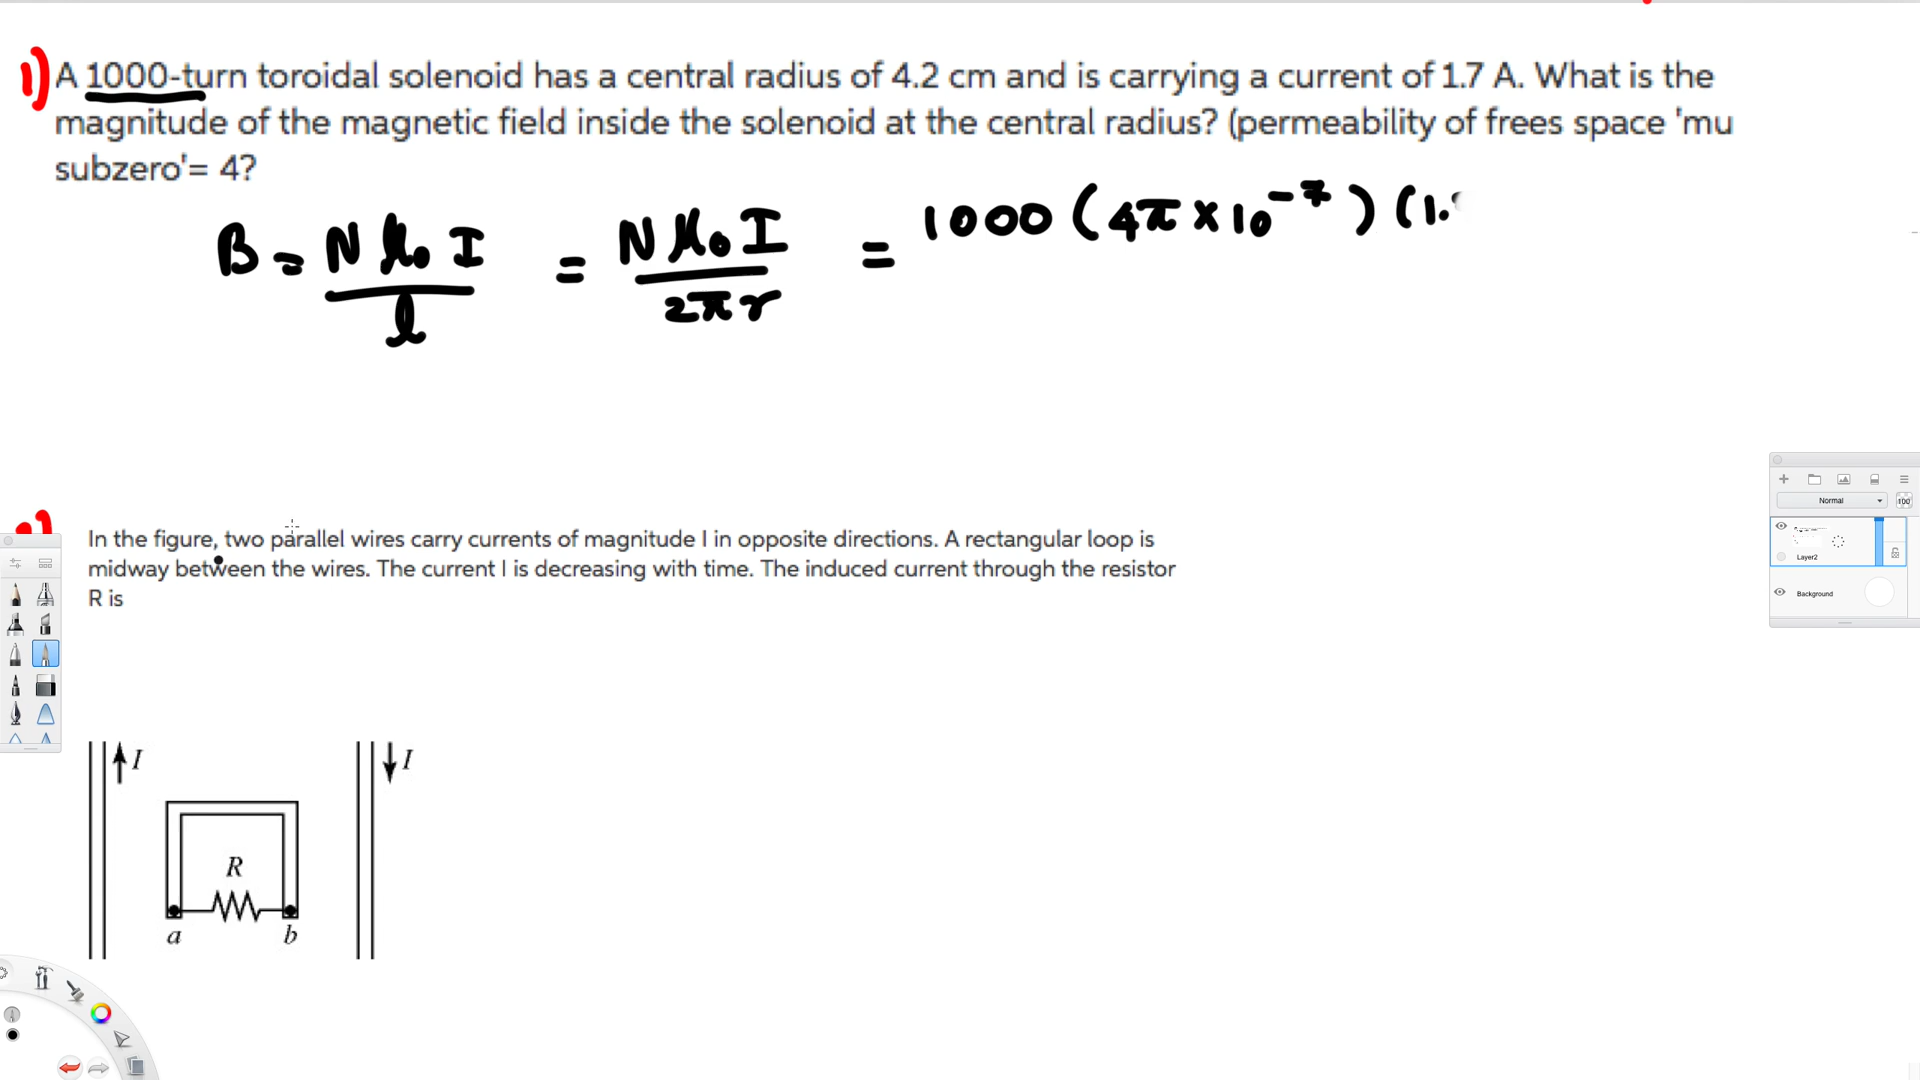 1) A 1000-turn toroidal solenoid has a central radius of 4.2 cm and is carrying a current of 1.7 A. What is the
magnitude of the magnetic field inside the solenoid at the central radius? (permeability of frees space 'mu
subzero'= 4?
B = N μ₀ I / l = N μ₀ I / 2π r = 1000 (4π × 10⁻⁷) (1.
In the figure, two parallel wires carry currents of magnitude I in opposite directions. A rectangular loop is
midway between the wires. The current I is decreasing with time. The induced current through the resistor
R is
I
I
R
a
b
Normal
100
Layer2
Background